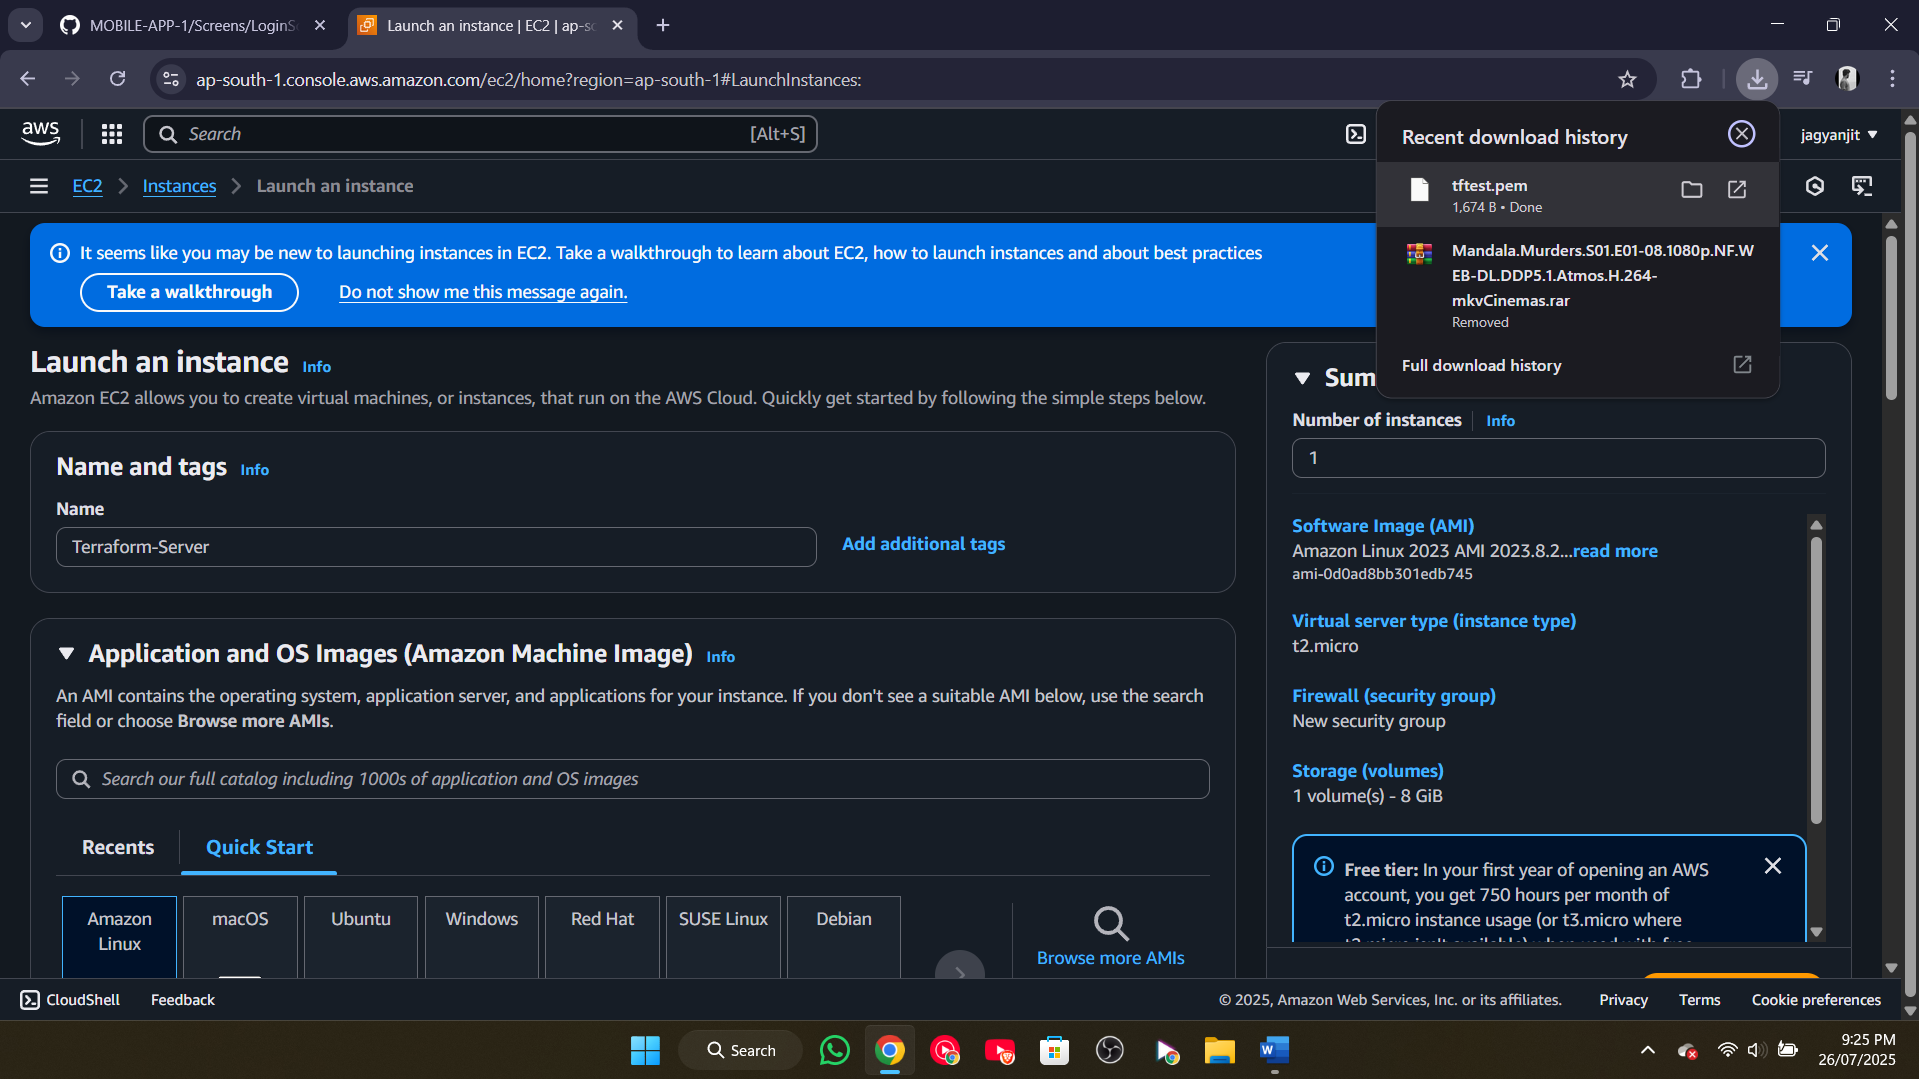 MOBILE-APP-1/Screens/LoginS
Launch an instance | EC2 | ap-so
ap-south-1.console.aws.amazon.com/ec2/home?region=ap-south-1#LaunchInstances:
aws
Search
[Alt+S]
jagyanjit
Recent download history
tftest.pem
1,674 B • Done
Mandala.Murders.S01.E01-08.1080p.NF.W
EB-DL.DDP5.1.Atmos.H.264-
mkvCinemas.rar
Removed
Full download history
EC2
Instances
Launch an instance
It seems like you may be new to launching instances in EC2. Take a walkthrough to learn about EC2, how to launch instances and about best practices
Take a walkthrough
Do not show me this message again.
Launch an instance Info
Amazon EC2 allows you to create virtual machines, or instances, that run on the AWS Cloud. Quickly get started by following the simple steps below.
Name and tags Info
Name
Terraform-Server
Add additional tags
Application and OS Images (Amazon Machine Image) Info
An AMI contains the operating system, application server, and applications for your instance. If you don't see a suitable AMI below, use the search
field or choose Browse more AMIs.
Search our full catalog including 1000s of application and OS images
Recents
Quick Start
Amazon
Linux
macOS
Ubuntu
Windows
Red Hat
SUSE Linux
Debian
Browse more AMIs
Sum
Number of instances
Info
1
Software Image (AMI)
Amazon Linux 2023 AMI 2023.8.2...read more
ami-0d0ad8bb301edb745
Virtual server type (instance type)
t2.micro
Firewall (security group)
New security group
Storage (volumes)
1 volume(s) - 8 GiB
Free tier: In your first year of opening an AWS
account, you get 750 hours per month of
t2.micro instance usage (or t3.micro where
CloudShell
Feedback
© 2025, Amazon Web Services, Inc. or its affiliates.
Privacy
Terms
Cookie preferences
Search
9:25 PM
26/07/2025